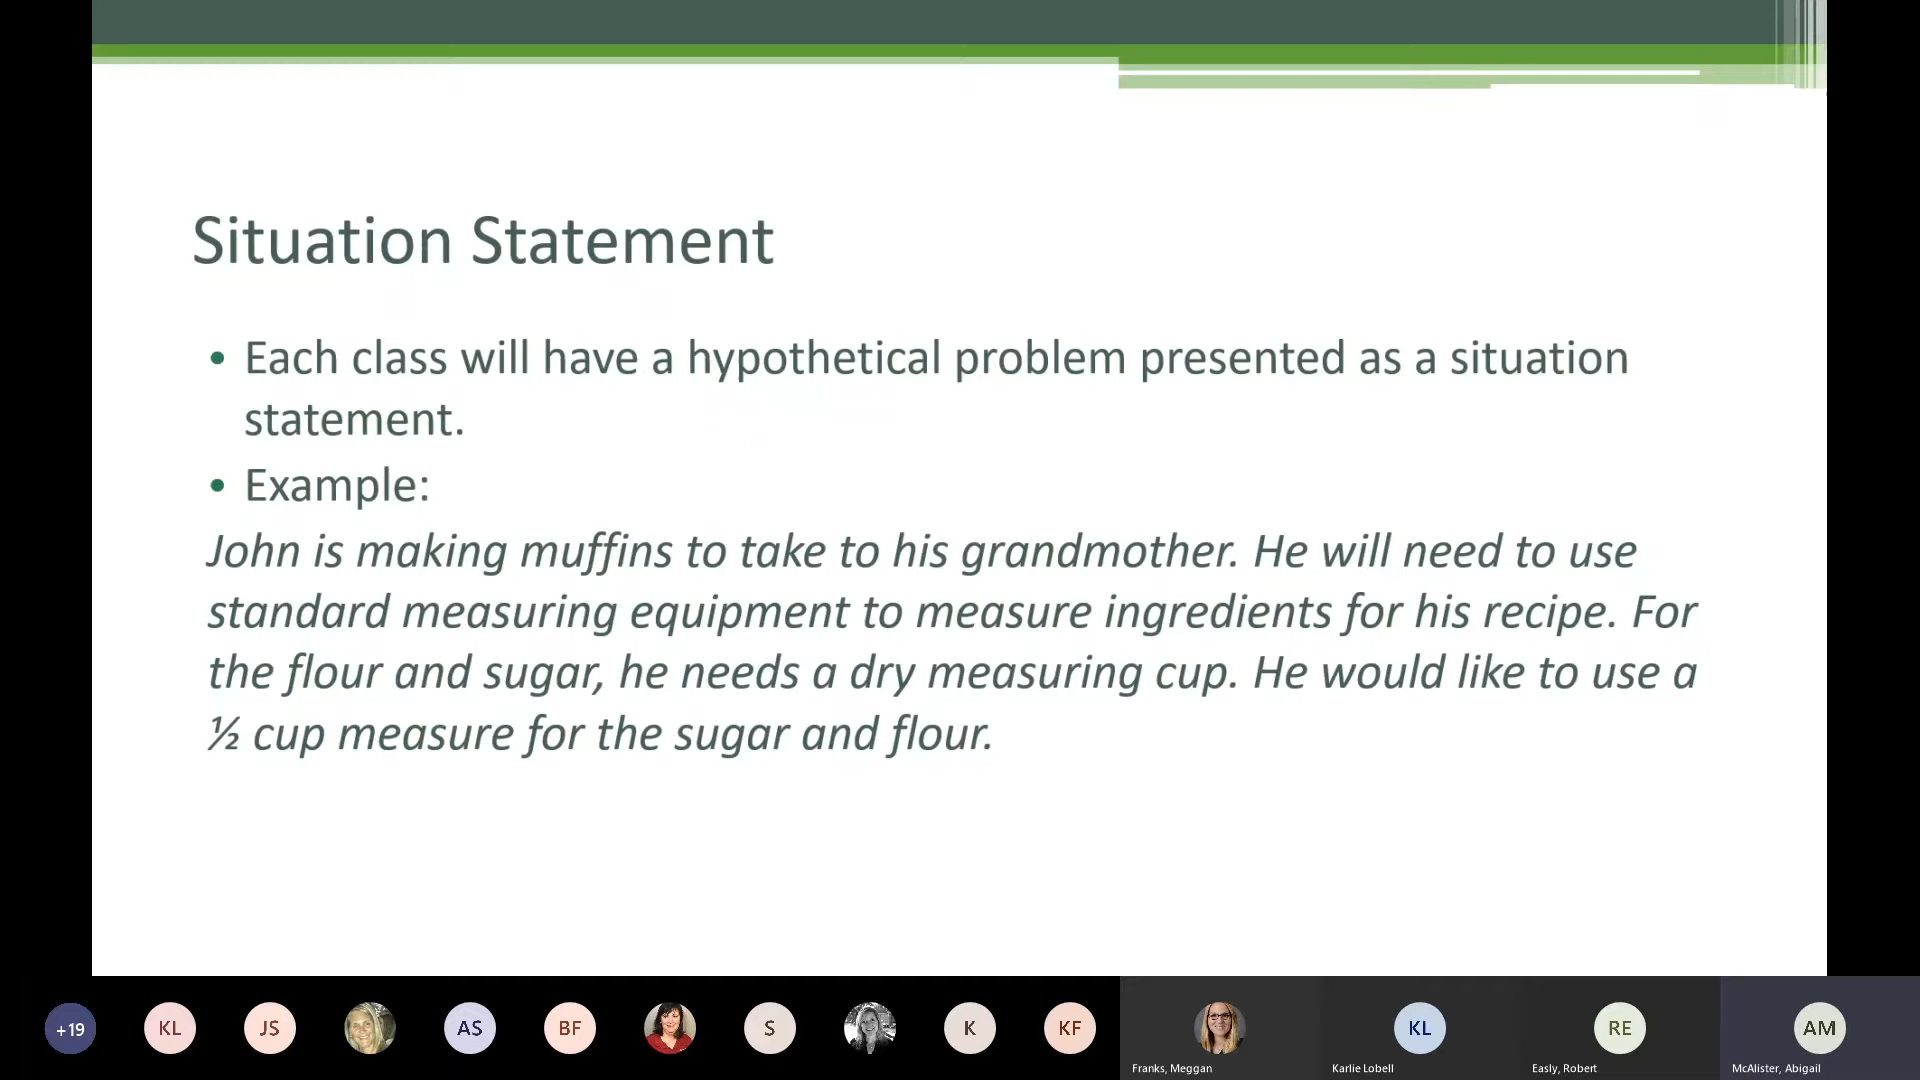 Situation Statement
• Each class will have a hypothetical problem presented as a situation
statement.
• Example:
John is making muffins to take to his grandmother. He will need to use
standard measuring equipment to measure ingredients for his recipe. For
the flour and sugar, he needs a dry measuring cup. He would like to use a
½ cup measure for the sugar and flour.
+19 KL JS AS BF S K KF KL RE AM
Franks, Meggan Karlie Lobell Easly, Robert McAlister, Abigail